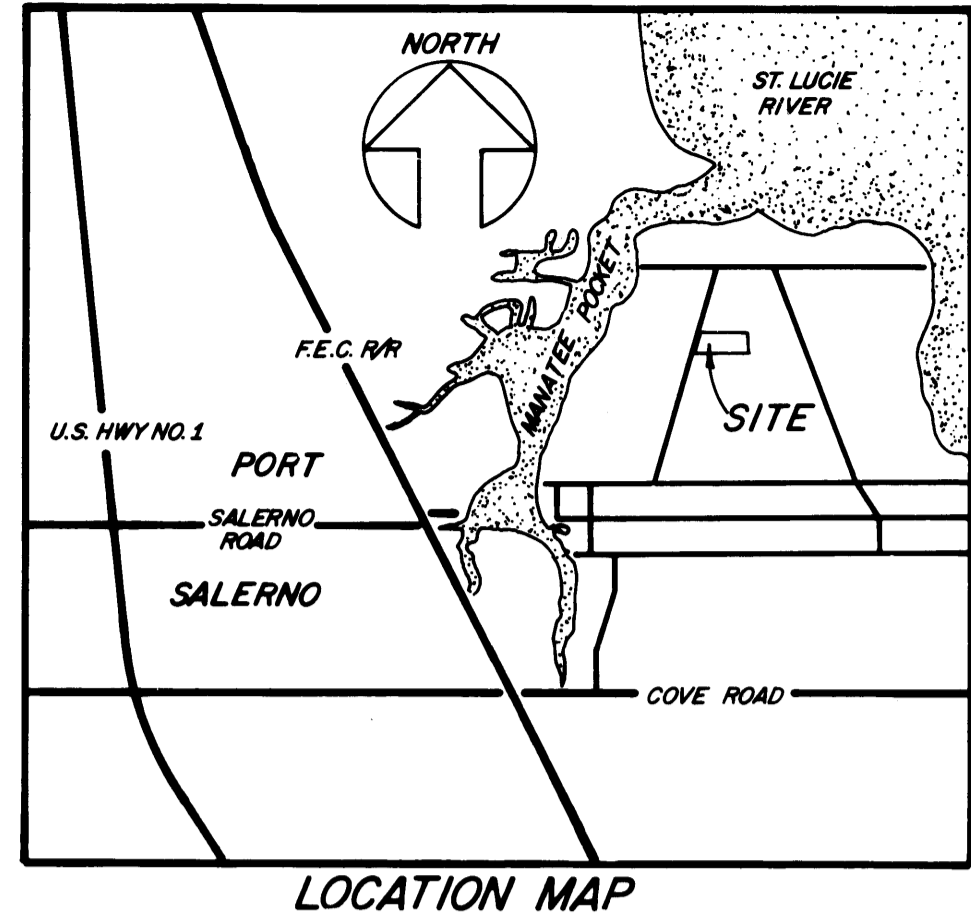 NORTH
ST. LUCIE
RIVER
MANATEE POCKET
F.E.C. R/R
SITE
U.S. HWY NO. 1
PORT
SALERNO
ROAD
SALERNO
COVE ROAD
LOCATION MAP